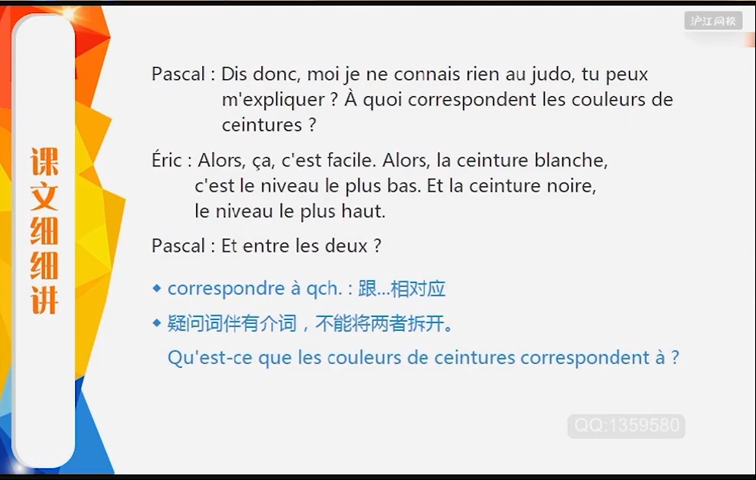 沪江网校
Pascal : Dis donc, moi je ne connais rien au judo, tu peux
m'expliquer ? À quoi correspondent les couleurs de
ceintures ?
Éric : Alors, ça, c'est facile. Alors, la ceinture blanche,
c'est le niveau le plus bas. Et la ceinture noire,
le niveau le plus haut.
Pascal : Et entre les deux ?
课文细细讲
◆ correspondre à qch. : 跟...相对应
◆ 疑问词伴有介词，不能将两者拆开。
Qu'est-ce que les couleurs de ceintures correspondent à ?
QQ:1359580